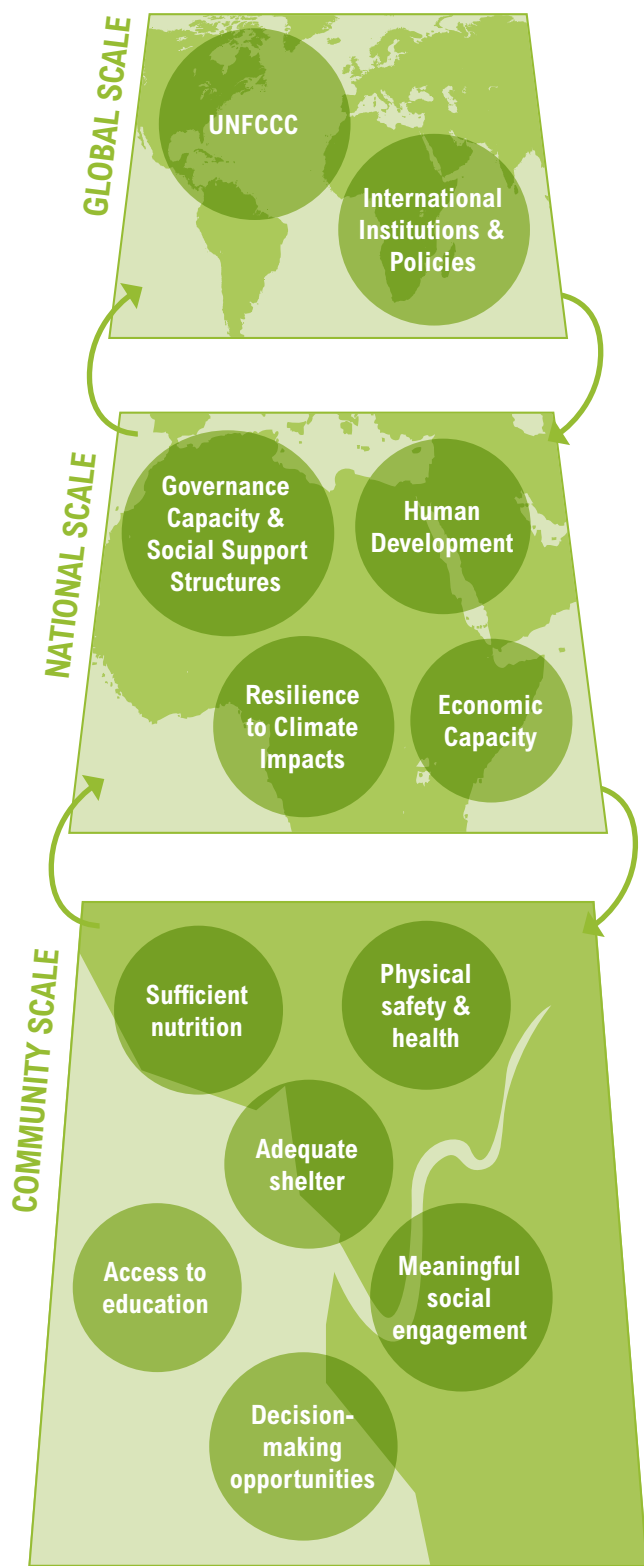 GLOBAL SCALE
UNFCCC
International
Institutions &
Policies
NATIONAL SCALE
Governance
Capacity &
Social Support
Structures
Human
Development
Resilience
to Climate
Impacts
Economic
Capacity
COMMUNITY SCALE
Sufficient
nutrition
Physical
safety &
health
Adequate
shelter
Access to
education
Meaningful
social
engagement
Decision-
making
opportunities